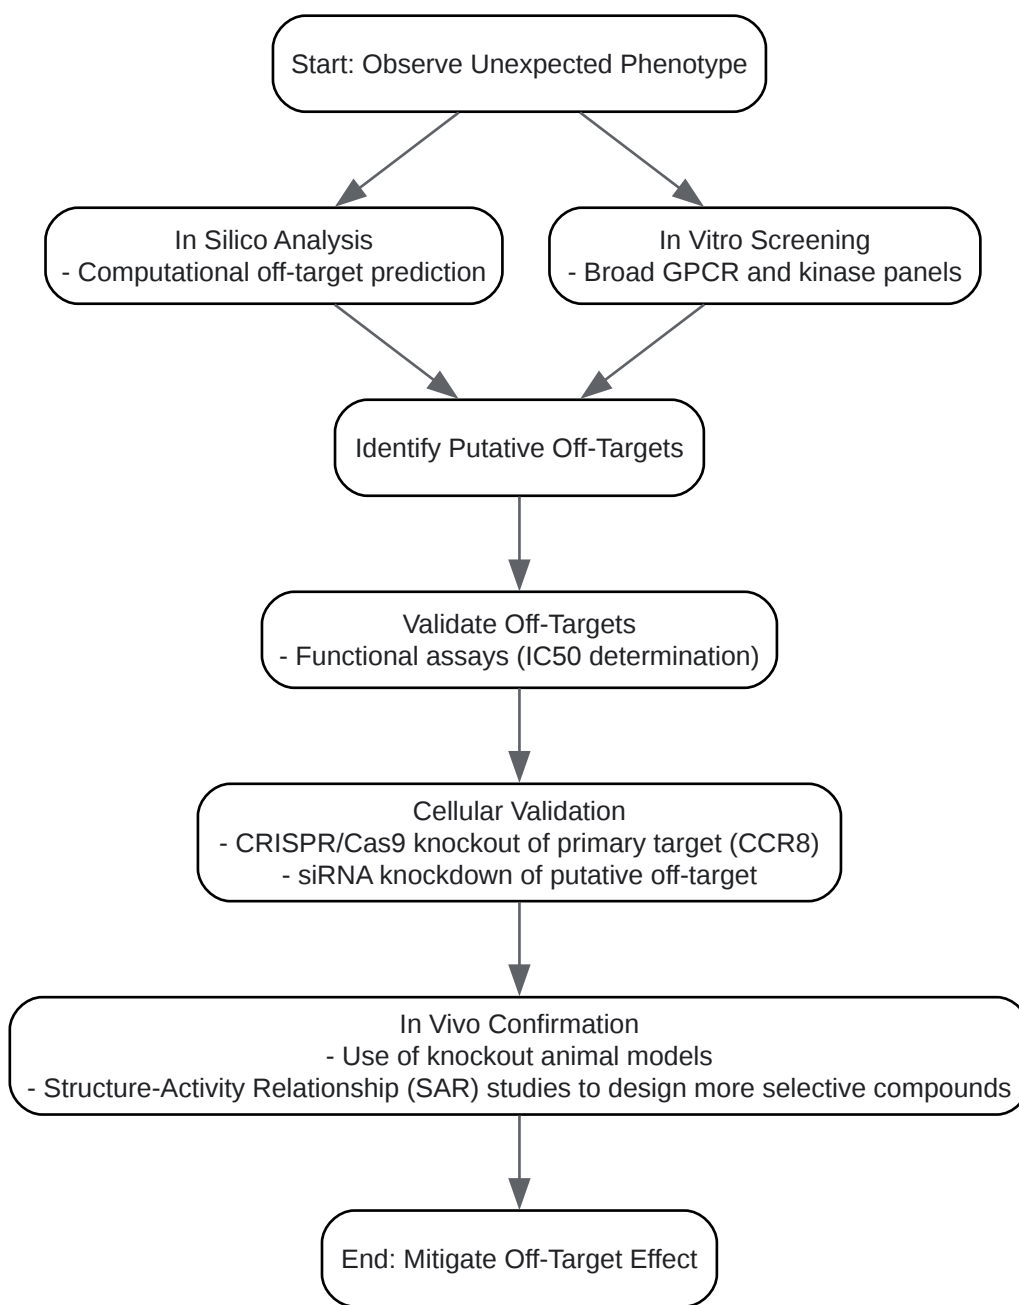 Start: Observe Unexpected Phenotype
In Silico Analysis
- Computational off-target prediction
In Vitro Screening
- Broad GPCR and kinase panels
Identify Putative Off-Targets
Validate Off-Targets
- Functional assays (IC50 determination)
Cellular Validation
- CRISPR/Cas9 knockout of primary target (CCR8)
- siRNA knockdown of putative off-target
In Vivo Confirmation
- Use of knockout animal models
- Structure-Activity Relationship (SAR) studies to design more selective compounds
End: Mitigate Off-Target Effect